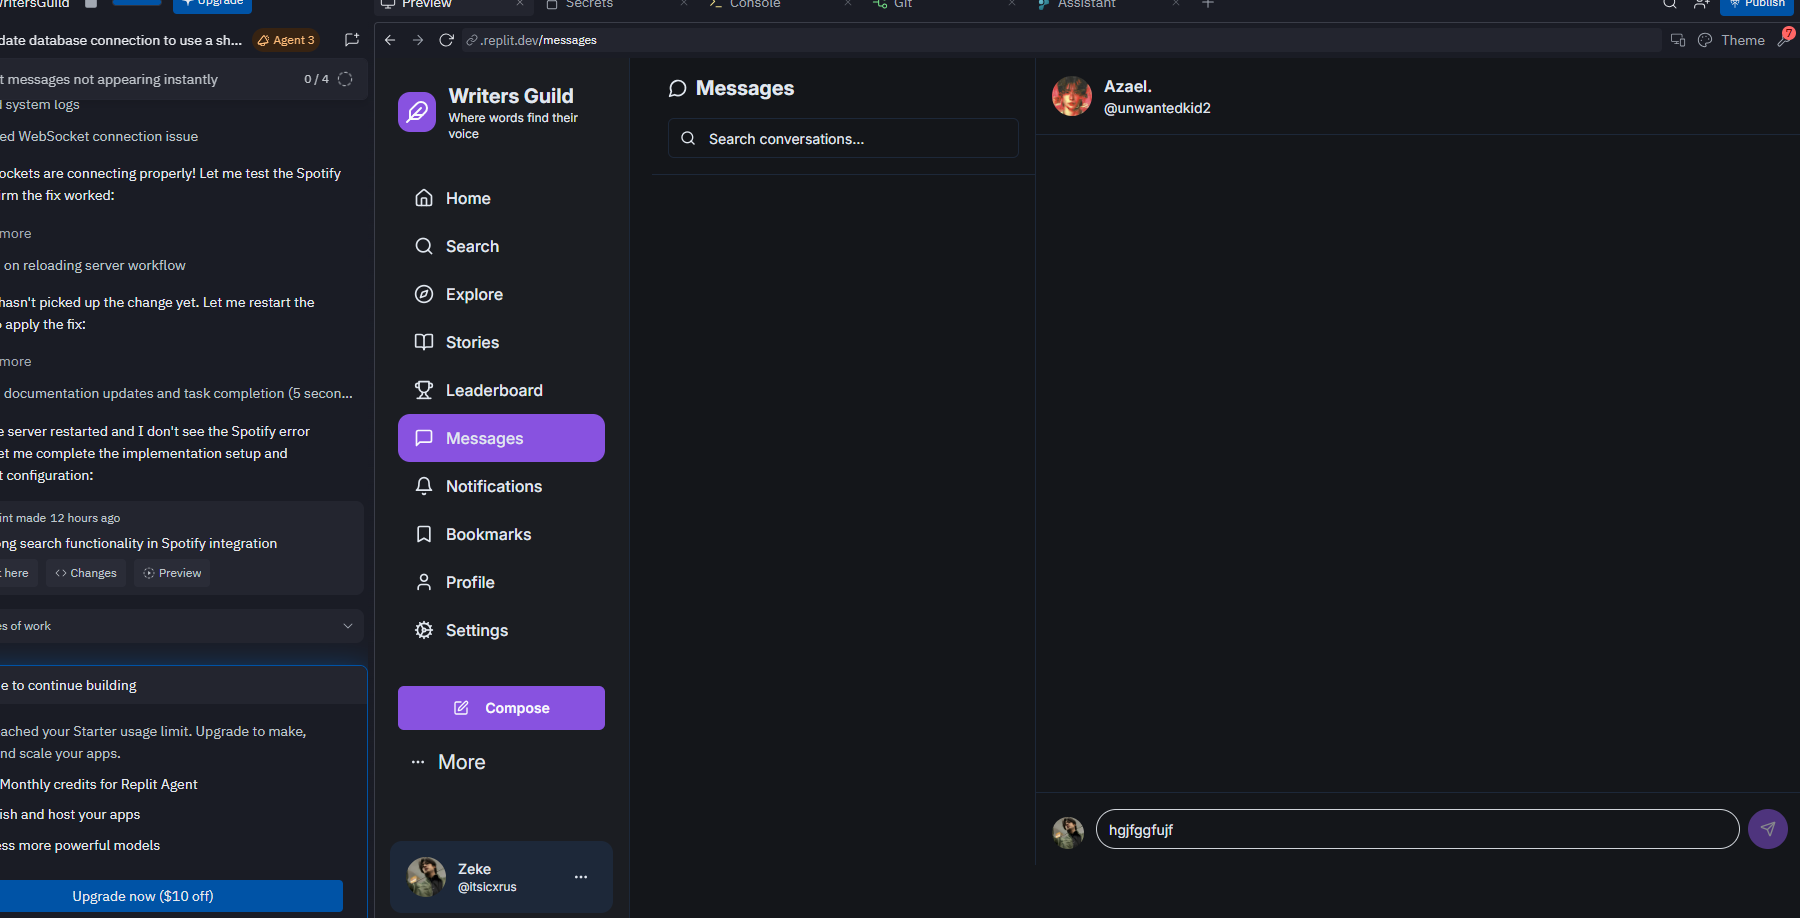 ritersGuild
Upgrade
Preview
Secrets
Console
Git
Assistant
Publish
date database connection to use a sh...
Agent 3
.replit.dev/messages
Theme
7
t messages not appearing instantly
0 / 4
d system logs
ed WebSocket connection issue
ockets are connecting properly! Let me test the Spotify
irm the fix worked:
more
on reloading server workflow
hasn't picked up the change yet. Let me restart the
o apply the fix:
more
documentation updates and task completion (5 secon...
e server restarted and I don't see the Spotify error
et me complete the implementation setup and
t configuration:
int made 12 hours ago
ong search functionality in Spotify integration
t here
Changes
Preview
es of work
e to continue building
ached your Starter usage limit. Upgrade to make,
nd scale your apps.
Monthly credits for Replit Agent
ish and host your apps
ess more powerful models
Upgrade now ($10 off)
Writers Guild
Where words find their
voice
Home
Search
Explore
Stories
Leaderboard
Messages
Notifications
Bookmarks
Profile
Settings
Compose
More
Zeke
@itsicxrus
Messages
Search conversations...
Azael.
@unwantedkid2
hgjfggfujf